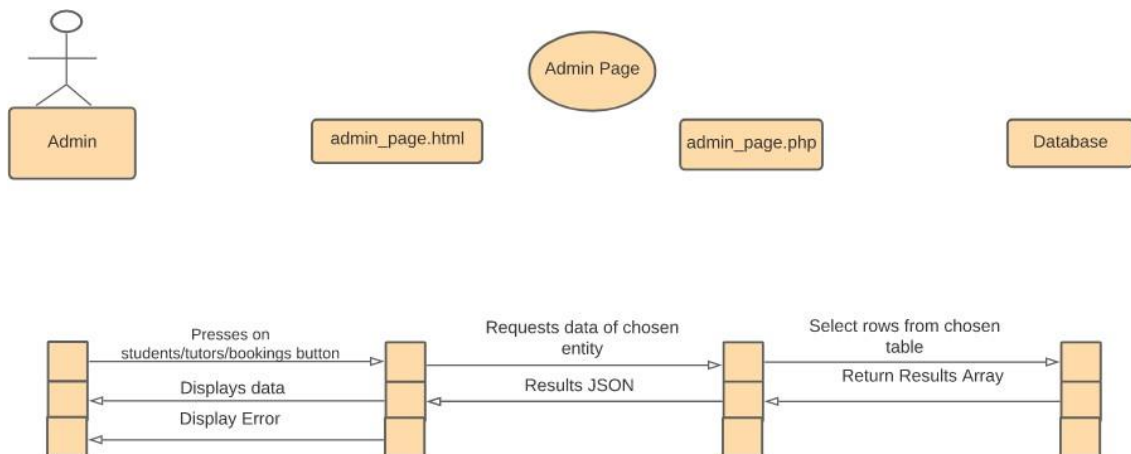 Admin Page
Admin
admin_page.html
admin_page.php
Database
Presses on
students/tutors/bookings button
Requests data of chosen
entity
Select rows from chosen
table
Displays data
Results JSON
Return Results Array
Display Error